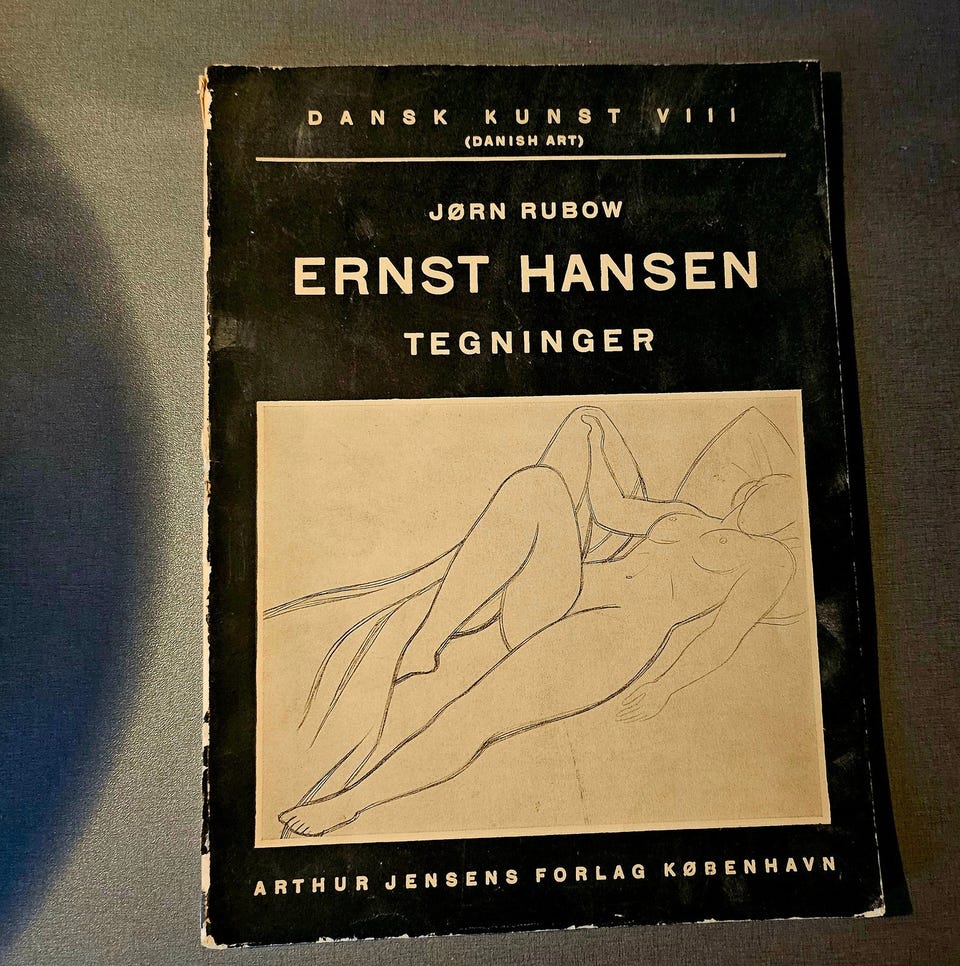 DANSK KUNST VIII
(DANISH ART)
JØRN RUBOW
ERNST HANSEN
TEGNINGER
ARTHUR JENSENS FORLAG KØBENHAVN